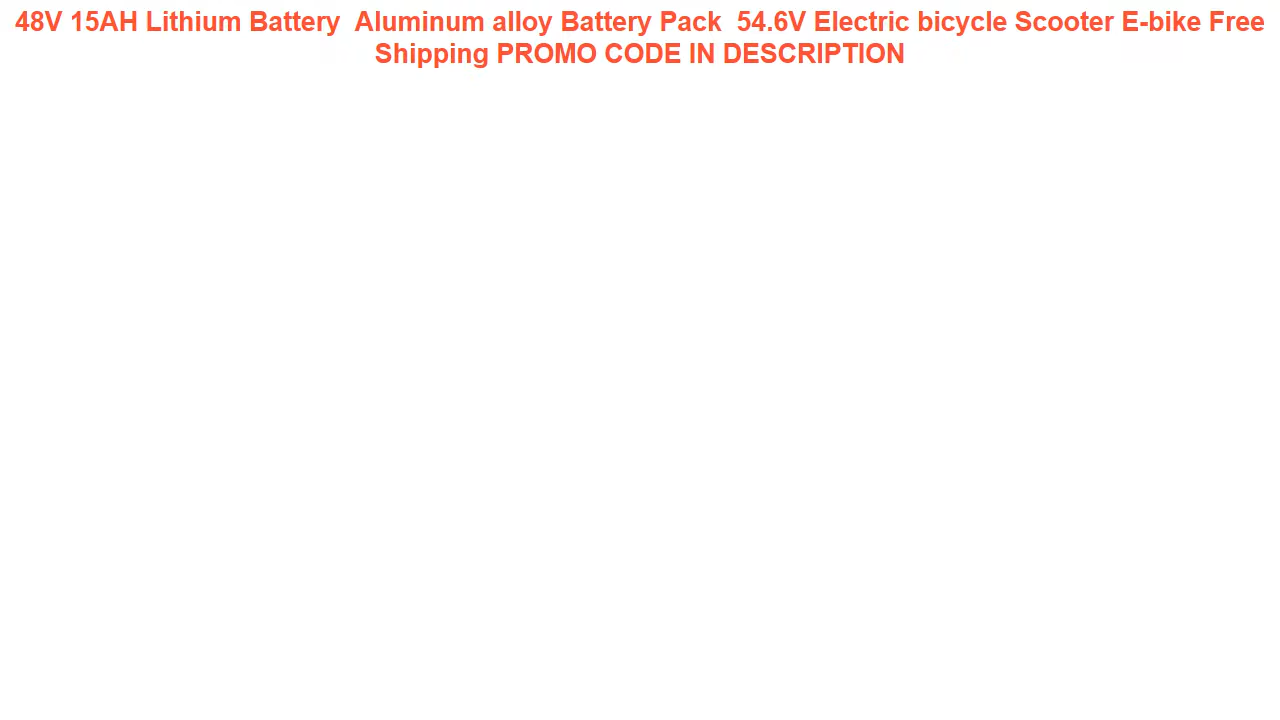 48V 15AH Lithium Battery  Aluminum alloy Battery Pack  54.6V Electric bicycle Scooter E-bike Free
Shipping PROMO CODE IN DESCRIPTION